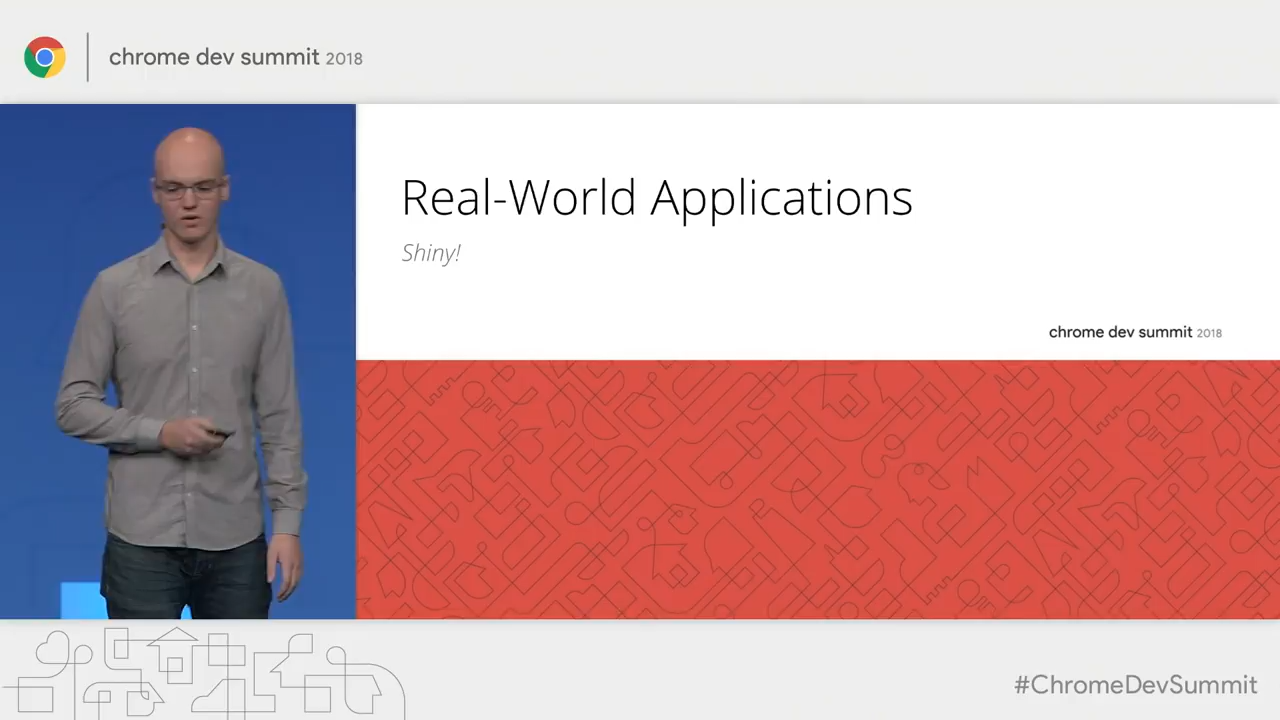 chrome dev summit 2018
Real-World Applications
Shiny!
chrome dev summit 2018
#ChromeDevSummit